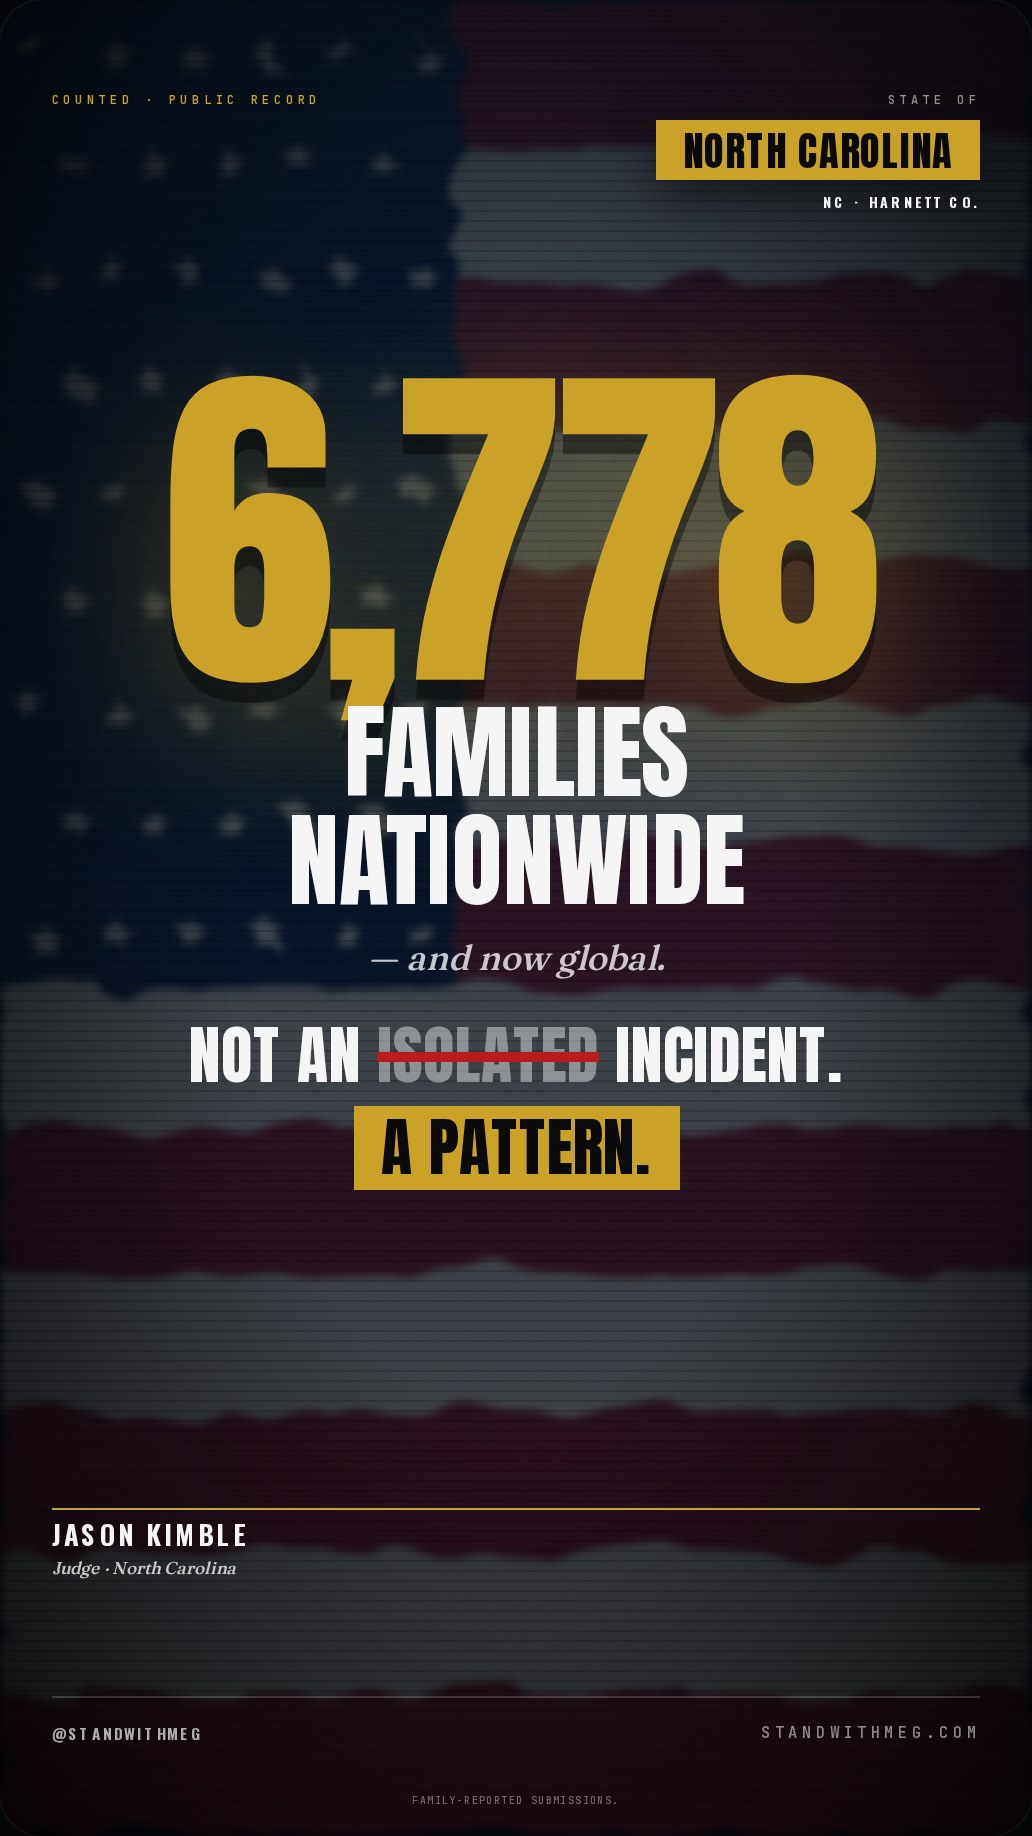 COUNTED · PUBLIC RECORD
STATE OF
NORTH CAROLINA
NC · HARNETT CO.
6,778
FAMILIES
NATIONWIDE
— and now global.
NOT AN ISOLATED INCIDENT.
A PATTERN.
JASON KIMBLE
Judge · North Carolina
@STANDWITHMEG
STANDWITHMEG.COM
FAMILY-REPORTED SUBMISSIONS.